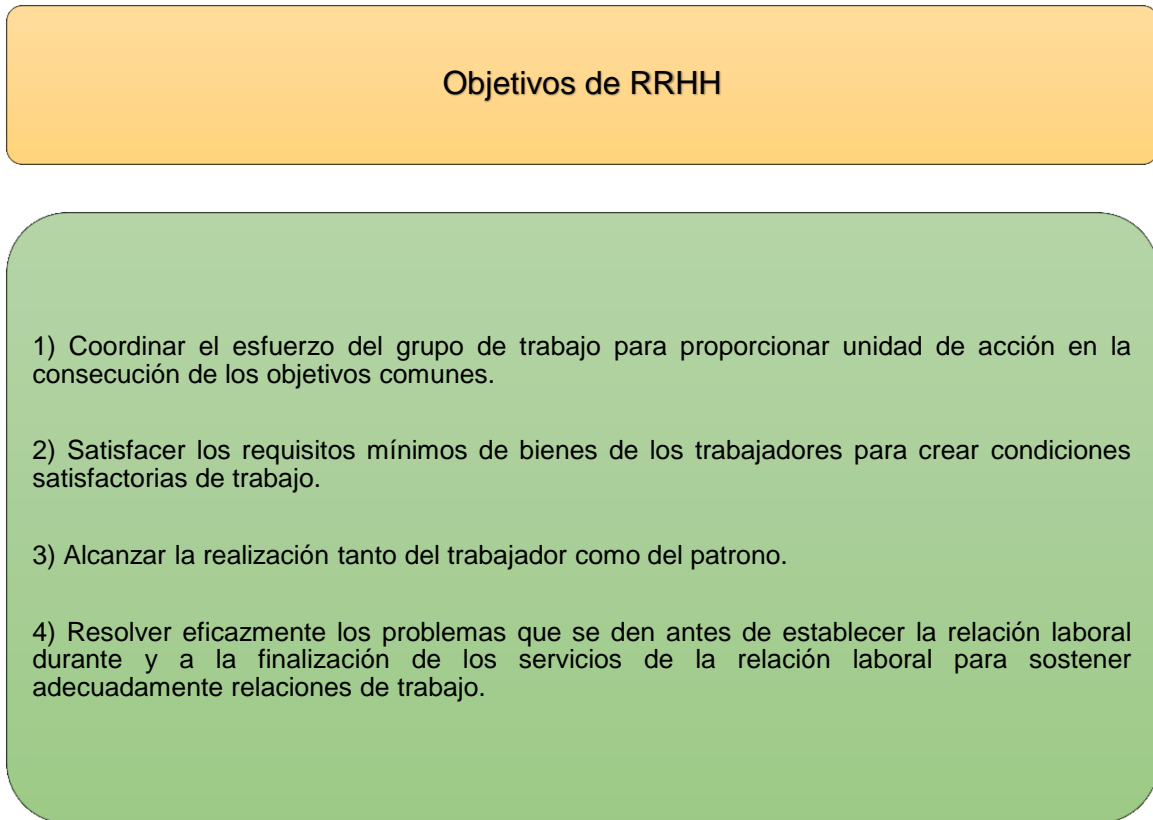 Objetivos de RRHH
1) Coordinar el esfuerzo del grupo de trabajo para proporcionar unidad de acción en la
consecución de los objetivos comunes.
2) Satisfacer los requisitos mínimos de bienes de los trabajadores para crear condiciones
satisfactorias de trabajo.
3) Alcanzar la realización tanto del trabajador como del patrono.
4) Resolver eficazmente los problemas que se den antes de establecer la relación laboral
durante y a la finalización de los servicios de la relación laboral para sostener
adecuadamente relaciones de trabajo.